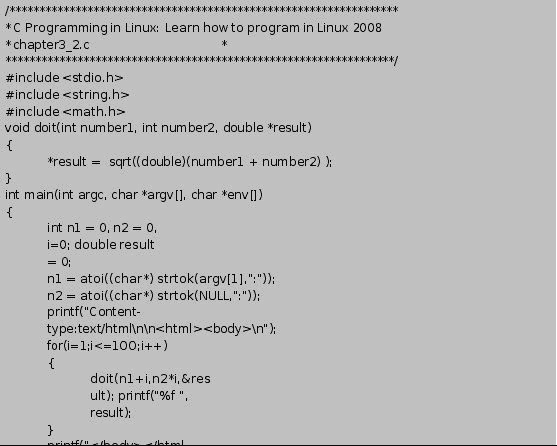 /*****************************************************************
*C Programming in Linux: Learn how to program in Linux 2008
*chapter3_2.c *
*****************************************************************/
#include <stdio.h>
#include <string.h>
#include <math.h>
void doit(int number1, int number2, double *result)
{
*result = sqrt((double)(number1 + number2) );
}
int main(int argc, char *argv[], char *env[])
{
int n1 = 0, n2 = 0,
i=0; double result
= 0;
n1 = atoi((char*) strtok(argv[1],":"));
n2 = atoi((char*) strtok(NULL,":"));
printf("Content-
type:text/html\n\n<html><body>\n");
for(i=1;i<=100;i++)
{
doit(n1+i,n2*i,&res
ult); printf("%f ",
result);
}
printf("</body></html